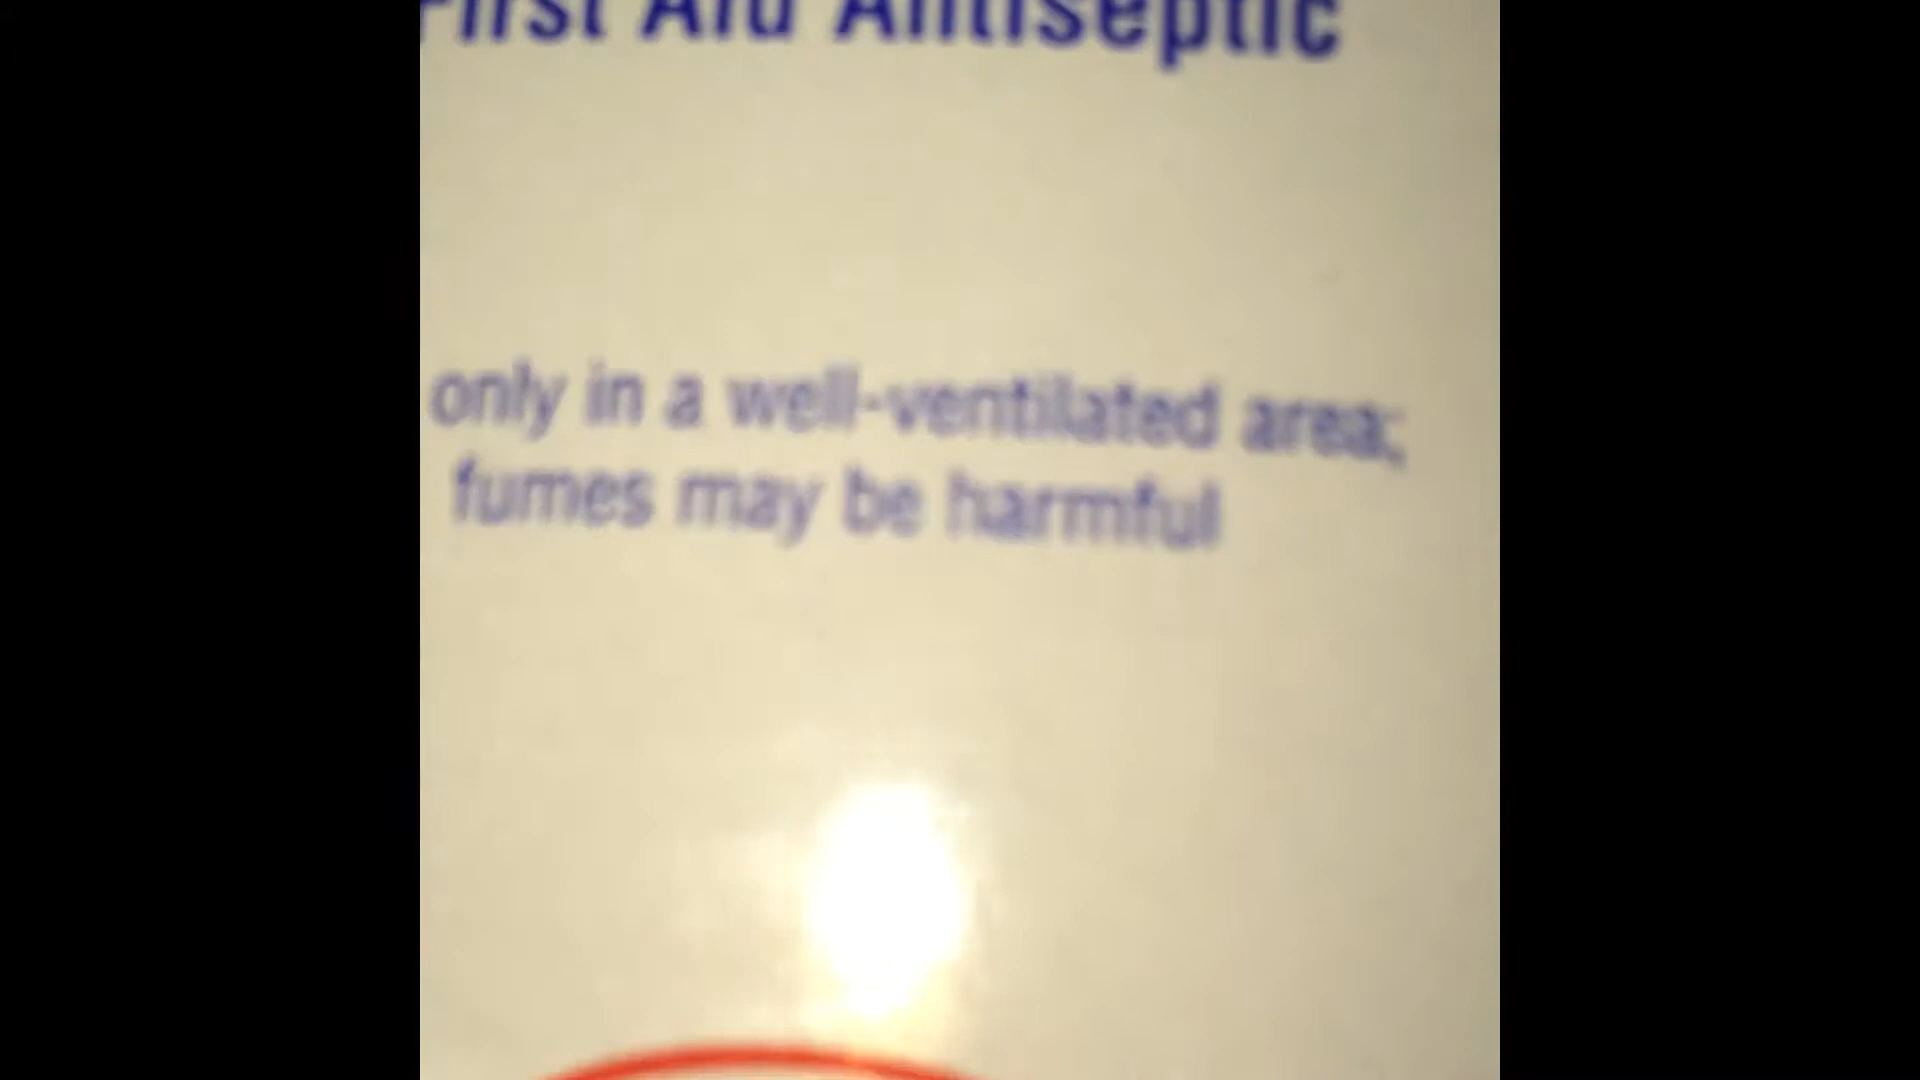 First Aid Antiseptic
only in a well-ventilated area;
fumes may be harmful